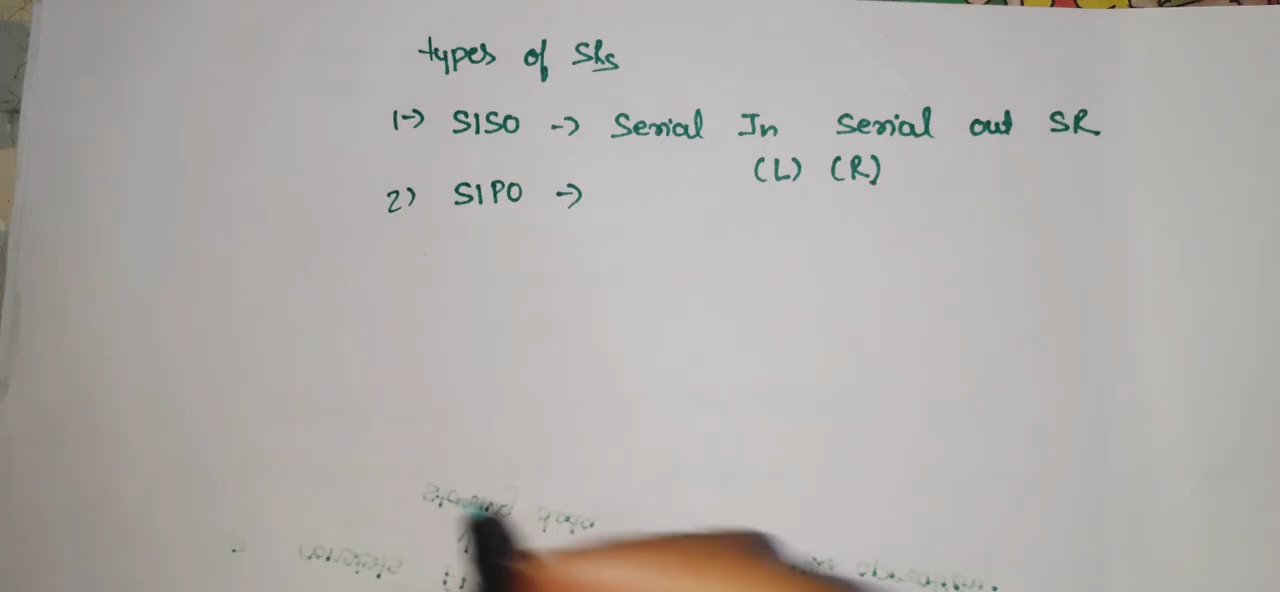 types of SRs
1-> SISO -> Serial In Serial out SR
(L) (R)
2) SIPO ->